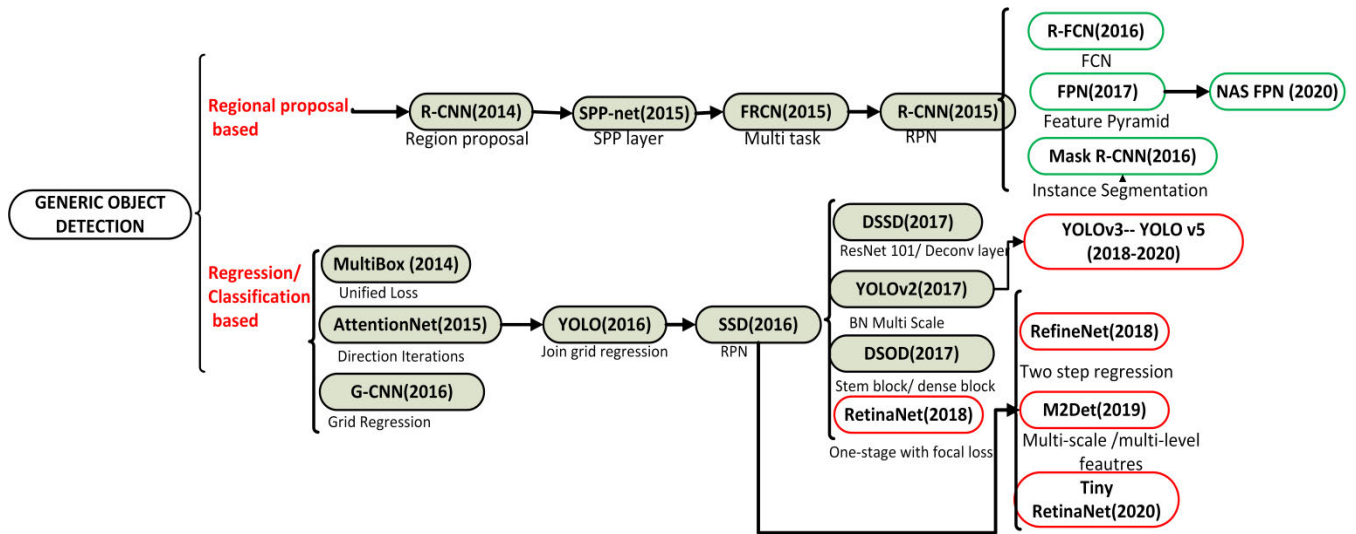 GENERIC OBJECT
DETECTION
Regional proposal
based
R-CNN(2014)
Region proposal
SPP-net(2015)
SPP layer
FRCN(2015)
Multi task
R-CNN(2015)
RPN
R-FCN(2016)
FCN
FPN(2017)
Feature Pyramid
NAS FPN (2020)
Mask R-CNN(2016)
Instance Segmentation
Regression/
Classification
based
MultiBox (2014)
Unified Loss
AttentionNet(2015)
Direction Iterations
G-CNN(2016)
Grid Regression
YOLO(2016)
Join grid regression
SSD(2016)
RPN
DSSD(2017)
ResNet 101/ Deconv layer
YOLOv2(2017)
BN Multi Scale
DSOD(2017)
Stem block/ dense block
RetinaNet(2018)
One-stage with focal loss
YOLOv3-- YOLO v5
(2018-2020)
RefineNet(2018)
Two step regression
M2Det(2019)
Multi-scale /multi-level
feautres
Tiny
RetinaNet(2020)